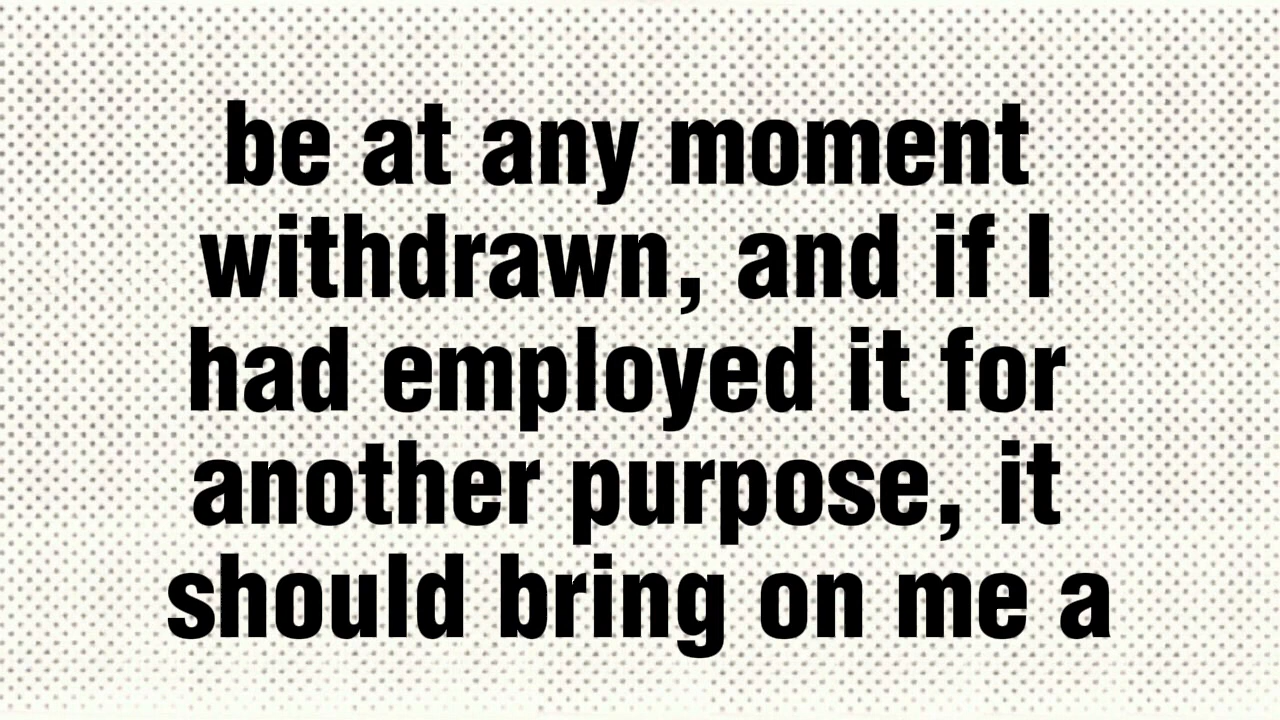 be at any moment
withdrawn, and if I
had employed it for
another purpose, it
should bring on me a